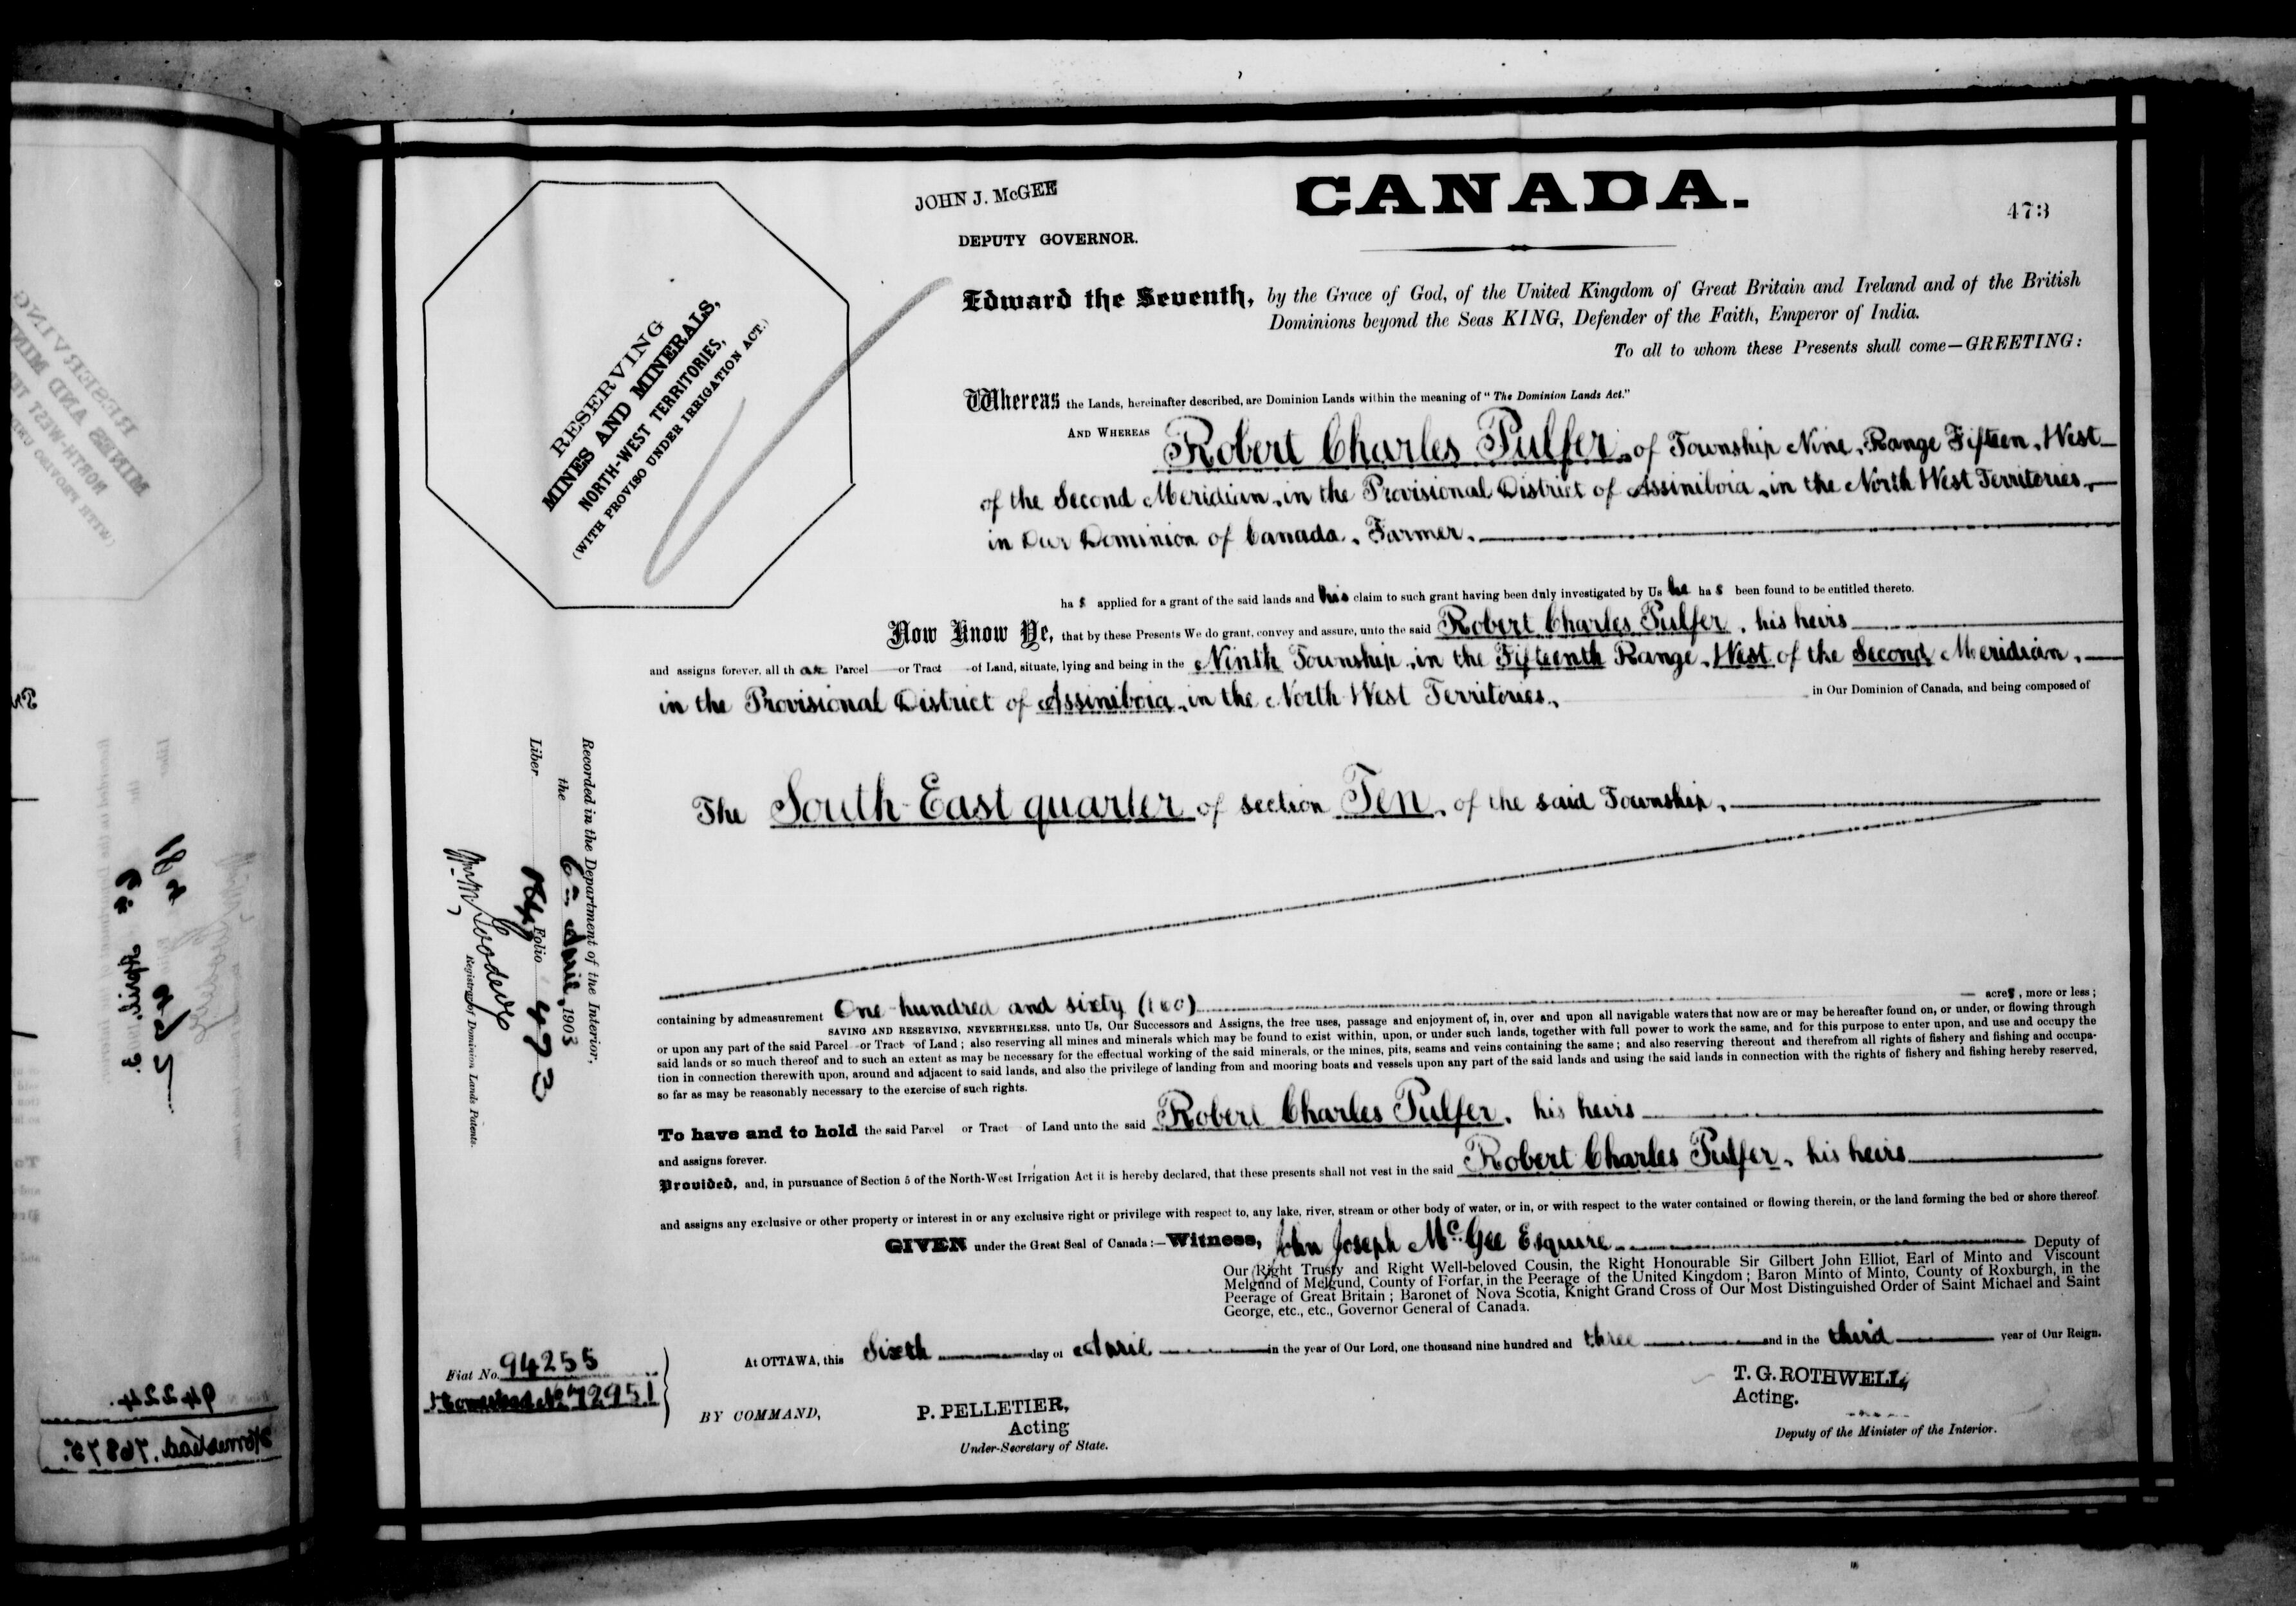 JOHN J. McGEE
DEPUTY GOVERNOR.
CANADA.
473
RESERVING
MINES AND MINERALS,
NORTH-WEST TERRITORIES,
(WITH PROVISO UNDER IRRIGATION ACT.)
Edward the Seventh, by the Grace of God, of the United Kingdom of Great Britain and Ireland and of the British
Dominions beyond the Seas KING, Defender of the Faith, Emperor of India.
To all to whom these Presents shall come—GREETING:
Whereas the Lands, hereinafter described, are Dominion Lands within the meaning of "The Dominion Lands Act."
AND WHEREAS Robert Charles Pulfer, of Township Nine, Range Fifteen, West
of the Second Meridian, in the Provisional District of Assiniboia, in the North West Territories,
in Our Dominion of Canada, Farmer.
ha s applied for a grant of the said lands and his claim to such grant having been duly investigated by Us he ha s been found to be entitled thereto.
Now Know Ye, that by these Presents We do grant, convey and assure, unto the said Robert Charles Pulfer, his heirs
and assigns forever, all th at Parcel or Tract of Land, situate, lying and being in the Ninth Township, in the Fifteenth Range, West of the Second Meridian,
in the Provisional District of Assiniboia, in the North West Territories, in Our Dominion of Canada, and being composed of
The South-East quarter of section Ten, of the said Township,
containing by admeasurement One hundred and sixty (160) acres, more or less;
SAVING AND RESERVING, NEVERTHELESS, unto Us, Our Successors and Assigns, the free uses, passage and enjoyment of, in, over and upon all navigable waters that now are or may be hereafter found on, or under, or flowing through
or upon any part of the said Parcel or Tract of Land; also reserving all mines and minerals which may be found to exist within, upon, or under such lands, together with full power to work the same, and for this purpose to enter upon, and use and occupy the
said lands or so much thereof and to such an extent as may be necessary for the effectual working of the said minerals, or the mines, pits, seams and veins containing the same; and also reserving thereout and therefrom all rights of fishery and fishing and occupa-
tion in connection therewith upon, around and adjacent to said lands, and also the privilege of landing from and mooring boats and vessels upon any part of the said lands and using the said lands in connection with the rights of fishery and fishing hereby reserved,
so far as may be reasonably necessary to the exercise of such rights.
To have and to hold the said Parcel or Tract of Land unto the said Robert Charles Pulfer, his heirs
and assigns forever.
Provided, and, in pursuance of Section 5 of the North-West Irrigation Act it is hereby declared, that these presents shall not vest in the said Robert Charles Pulfer, his heirs
and assigns any exclusive or other property or interest in or any exclusive right or privilege with respect to, any lake, river, stream or other body of water, or in, or with respect to the water contained or flowing therein, or the land forming the bed or shore thereof.
GIVEN under the Great Seal of Canada:—Witness, John Joseph McGee Esquire Deputy of
Our Right Trusty and Right Well-beloved Cousin, the Right Honourable Sir Gilbert John Elliot, Earl of Minto and Viscount
Melgund of Melgund, County of Forfar, in the Peerage of the United Kingdom; Baron Minto of Minto, County of Roxburgh, in the
Peerage of Great Britain; Baronet of Nova Scotia, Knight Grand Cross of Our Most Distinguished Order of Saint Michael and Saint
George, etc., etc., Governor General of Canada.
At OTTAWA, this Sixth day of April in the year of Our Lord, one thousand nine hundred and three and in the third year of Our Reign.
BY COMMAND,
P. PELLETIER,
Acting
Under-Secretary of State.
T. G. ROTHWELL,
Acting.
Deputy of the Minister of the Interior.
Fiat No. 94255
Homestead No 72951
Recorded in the Department of the Interior,
the 6th April, 1903
Liber Folio 473
Registrar of Dominion Lands Patents.
94224.
Homestead. 76875.